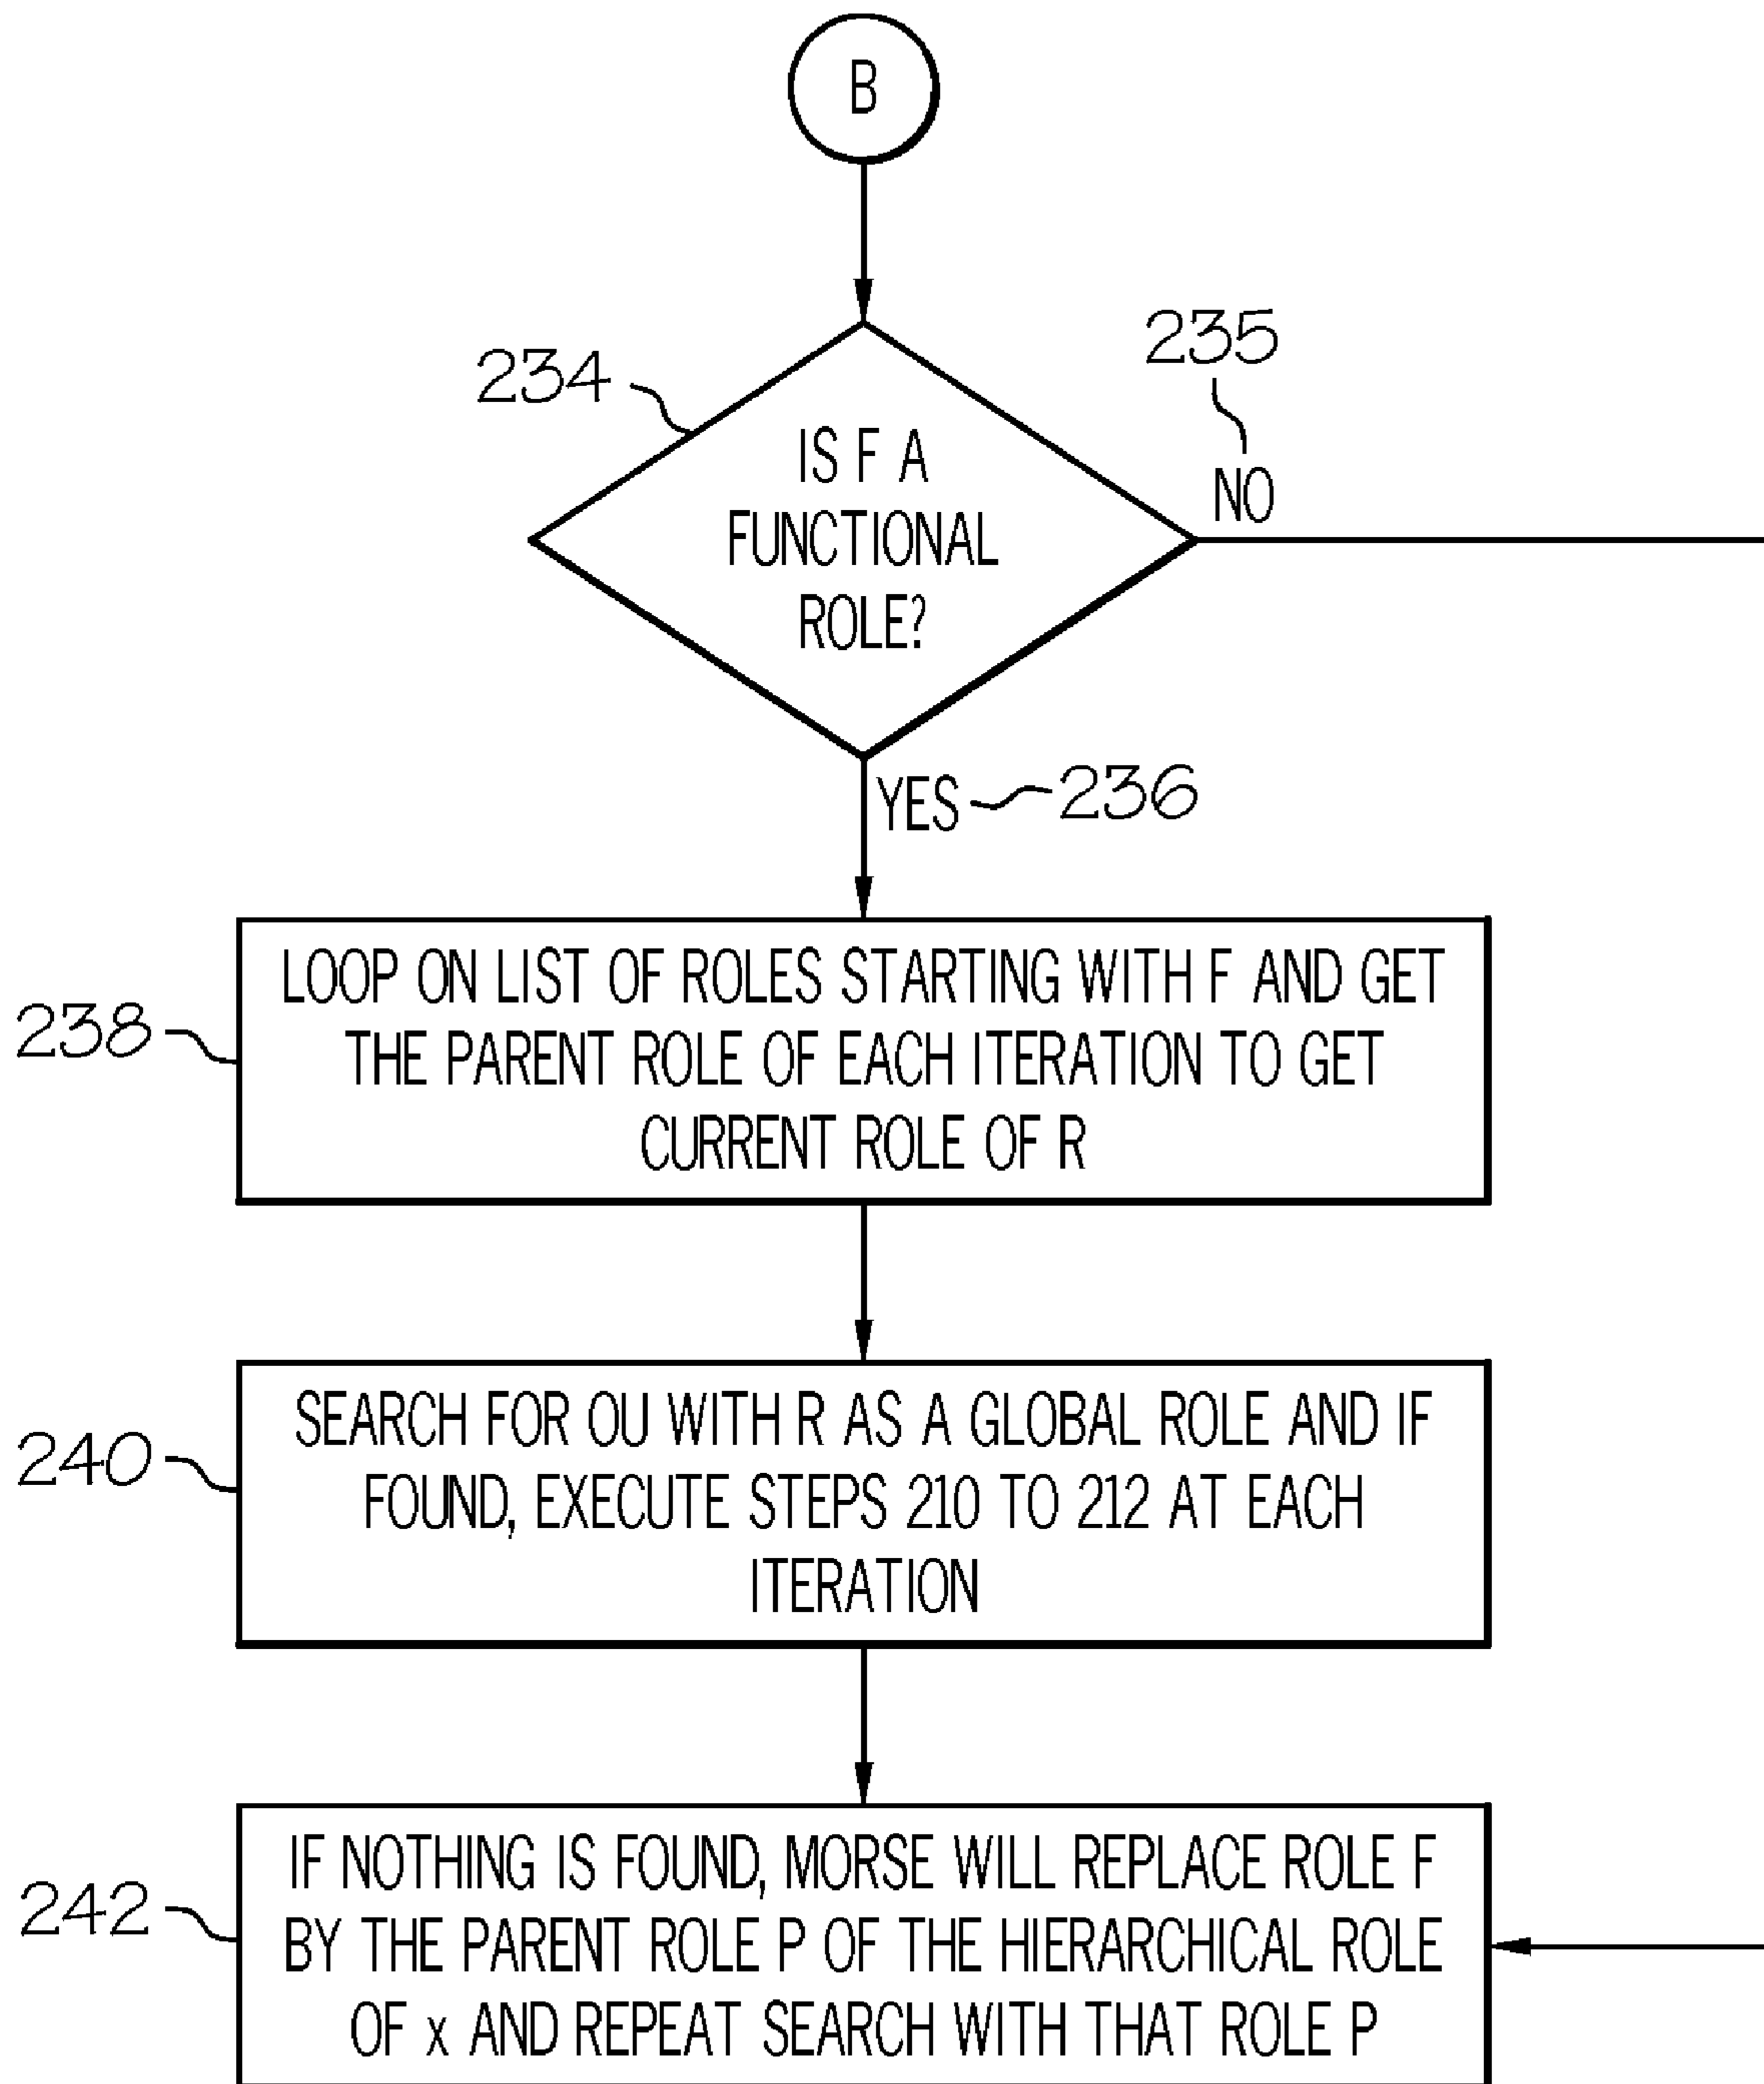 B
234
235
IS F A
FUNCTIONAL
ROLE?
NO
YES
236
238
LOOP ON LIST OF ROLES STARTING WITH F AND GET
THE PARENT ROLE OF EACH ITERATION TO GET
CURRENT ROLE OF R
240
SEARCH FOR OU WITH R AS A GLOBAL ROLE AND IF
FOUND, EXECUTE STEPS 210 TO 212 AT EACH
ITERATION
242
IF NOTHING IS FOUND, MORSE WILL REPLACE ROLE F
BY THE PARENT ROLE P OF THE HIERARCHICAL ROLE
OF x AND REPEAT SEARCH WITH THAT ROLE P